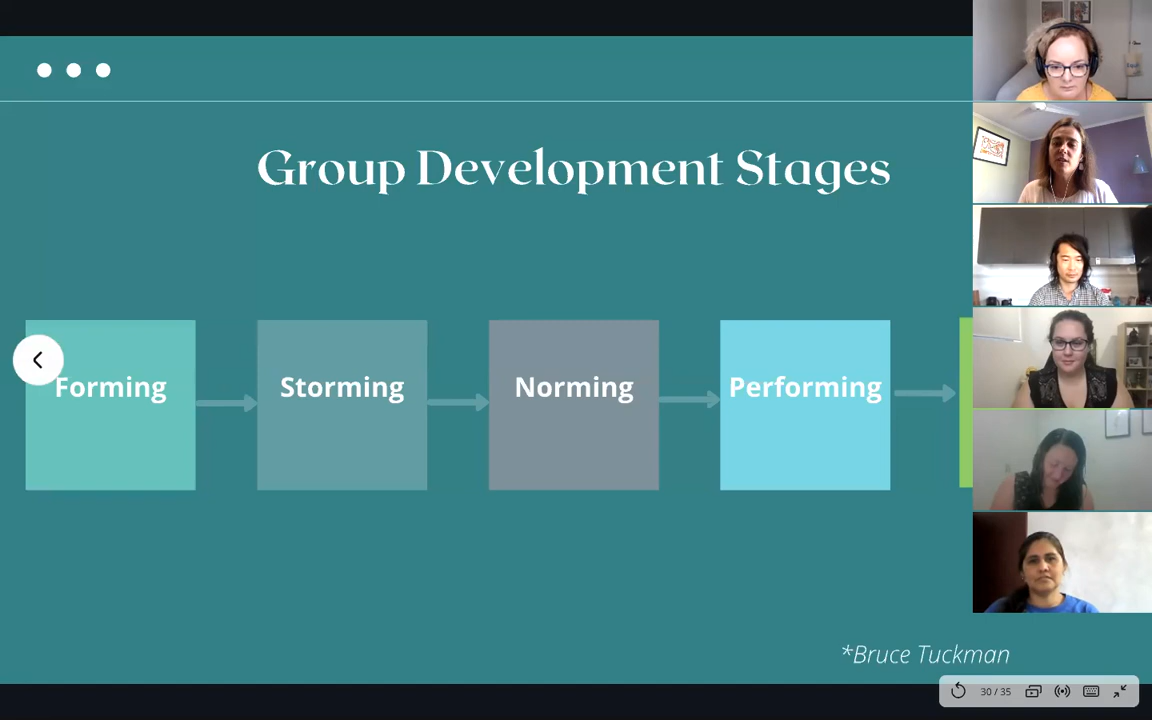 Group Development Stages
Forming
Storming
Norming
Performing
*Bruce Tuckman
30 / 35